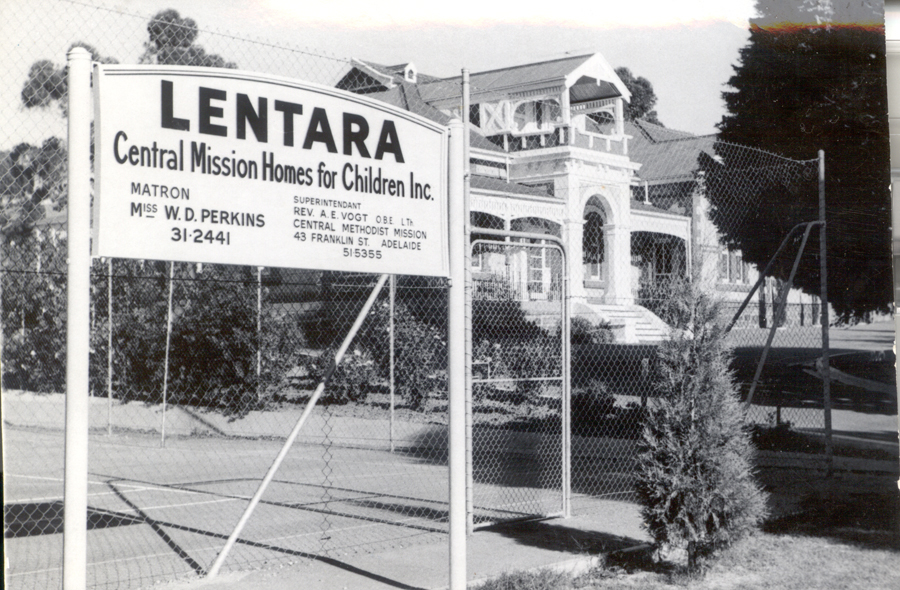 LENTARA
Central Mission Homes for Children Inc.
MATRON
MISS W. D. PERKINS
31·2441
SUPERINTENDANT
REV. A. E. VOGT O.B.E. L.Th.
CENTRAL METHODIST MISSION
43 FRANKLIN ST. ADELAIDE
51·5355